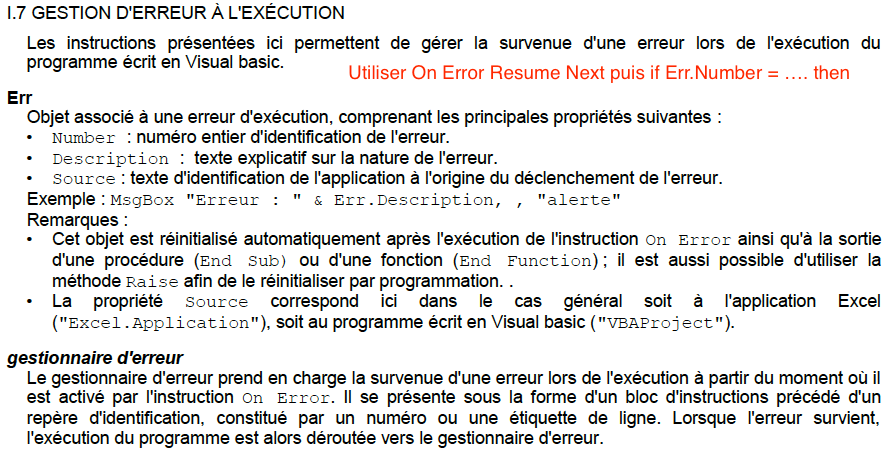 I.7 GESTION D'ERREUR À L'EXÉCUTION
Les instructions présentées ici permettent de gérer la survenue d'une erreur lors de l'exécution du
programme écrit en Visual basic.
Utiliser On Error Resume Next puis if Err.Number = .... then
Err
Objet associé à une erreur d'exécution, comprenant les principales propriétés suivantes :
• Number : numéro entier d'identification de l'erreur.
• Description : texte explicatif sur la nature de l'erreur.
• Source : texte d'identification de l'application à l'origine du déclenchement de l'erreur.
Exemple : MsgBox "Erreur : " & Err.Description, , "alerte"
Remarques :
• Cet objet est réinitialisé automatiquement après l'exécution de l'instruction On Error ainsi qu'à la sortie
d'une procédure (End Sub) ou d'une fonction (End Function) ; il est aussi possible d'utiliser la
méthode Raise afin de le réinitialiser par programmation. .
• La propriété Source correspond ici dans le cas général soit à l'application Excel
("Excel.Application"), soit au programme écrit en Visual basic ("VBAProject").
gestionnaire d'erreur
Le gestionnaire d'erreur prend en charge la survenue d'une erreur lors de l'exécution à partir du moment où il
est activé par l'instruction On Error. Il se présente sous la forme d'un bloc d'instructions précédé d'un
repère d'identification, constitué par un numéro ou une étiquette de ligne. Lorsque l'erreur survient,
l'exécution du programme est alors déroutée vers le gestionnaire d'erreur.